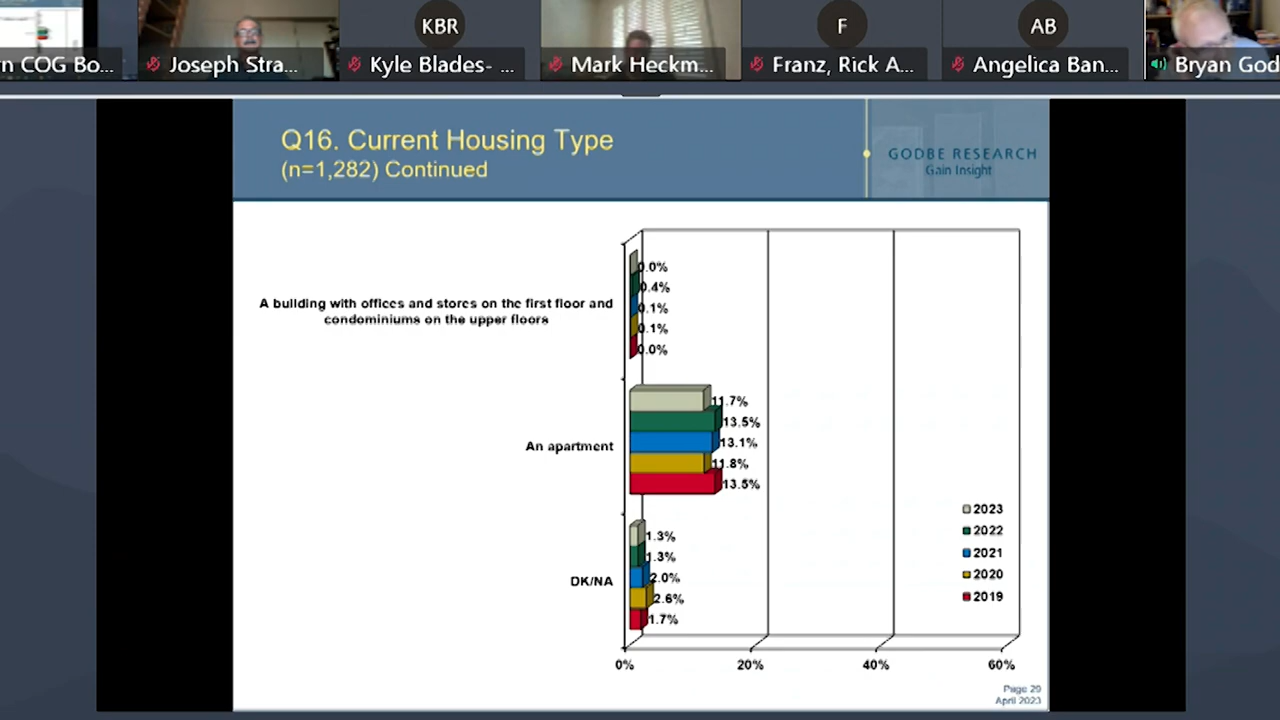 n COG Bo...
Joseph Stra...
KBR
Kyle Blades- ...
Mark Heckm...
F
Franz, Rick A...
AB
Angelica Ban...
Bryan God
Q16. Current Housing Type
(n=1,282) Continued
GODBE RESEARCH
Gain Insight
A building with offices and stores on the first floor and
condominiums on the upper floors
0.0%
0.4%
0.1%
0.1%
0.0%
An apartment
11.7%
13.5%
13.1%
11.8%
13.5%
DK/NA
1.3%
1.3%
2.0%
2.6%
1.7%
2023
2022
2021
2020
2019
0%
20%
40%
60%
Page 29
April 2023